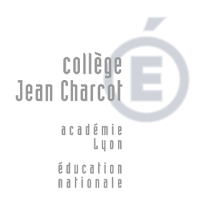 collège
Jean Charcot
É
académie
Lyon
éducation
nationale